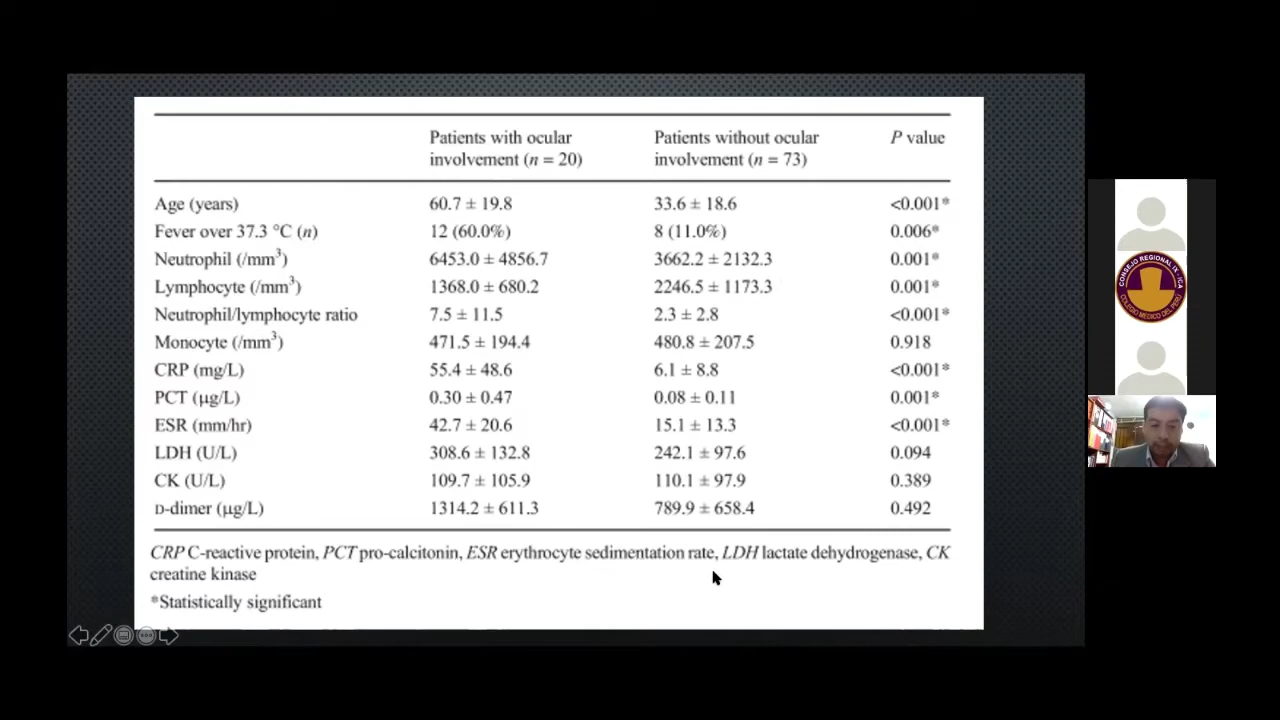 Patients with ocular involvement (n = 20) Patients without ocular involvement (n = 73) P value
Age (years) 60.7 ± 19.8 33.6 ± 18.6 <0.001*
Fever over 37.3 °C (n) 12 (60.0%) 8 (11.0%) 0.006*
Neutrophil (/mm³) 6453.0 ± 4856.7 3662.2 ± 2132.3 0.001*
Lymphocyte (/mm³) 1368.0 ± 680.2 2246.5 ± 1173.3 0.001*
Neutrophil/lymphocyte ratio 7.5 ± 11.5 2.3 ± 2.8 <0.001*
Monocyte (/mm³) 471.5 ± 194.4 480.8 ± 207.5 0.918
CRP (mg/L) 55.4 ± 48.6 6.1 ± 8.8 <0.001*
PCT (μg/L) 0.30 ± 0.47 0.08 ± 0.11 0.001*
ESR (mm/hr) 42.7 ± 20.6 15.1 ± 13.3 <0.001*
LDH (U/L) 308.6 ± 132.8 242.1 ± 97.6 0.094
CK (U/L) 109.7 ± 105.9 110.1 ± 97.9 0.389
D-dimer (μg/L) 1314.2 ± 611.3 789.9 ± 658.4 0.492
CRP C-reactive protein, PCT pro-calcitonin, ESR erythrocyte sedimentation rate, LDH lactate dehydrogenase, CK
creatine kinase
*Statistically significant
CONSEJO REGIONAL IX - ICA
COLEGIO MÉDICO DEL PERÚ